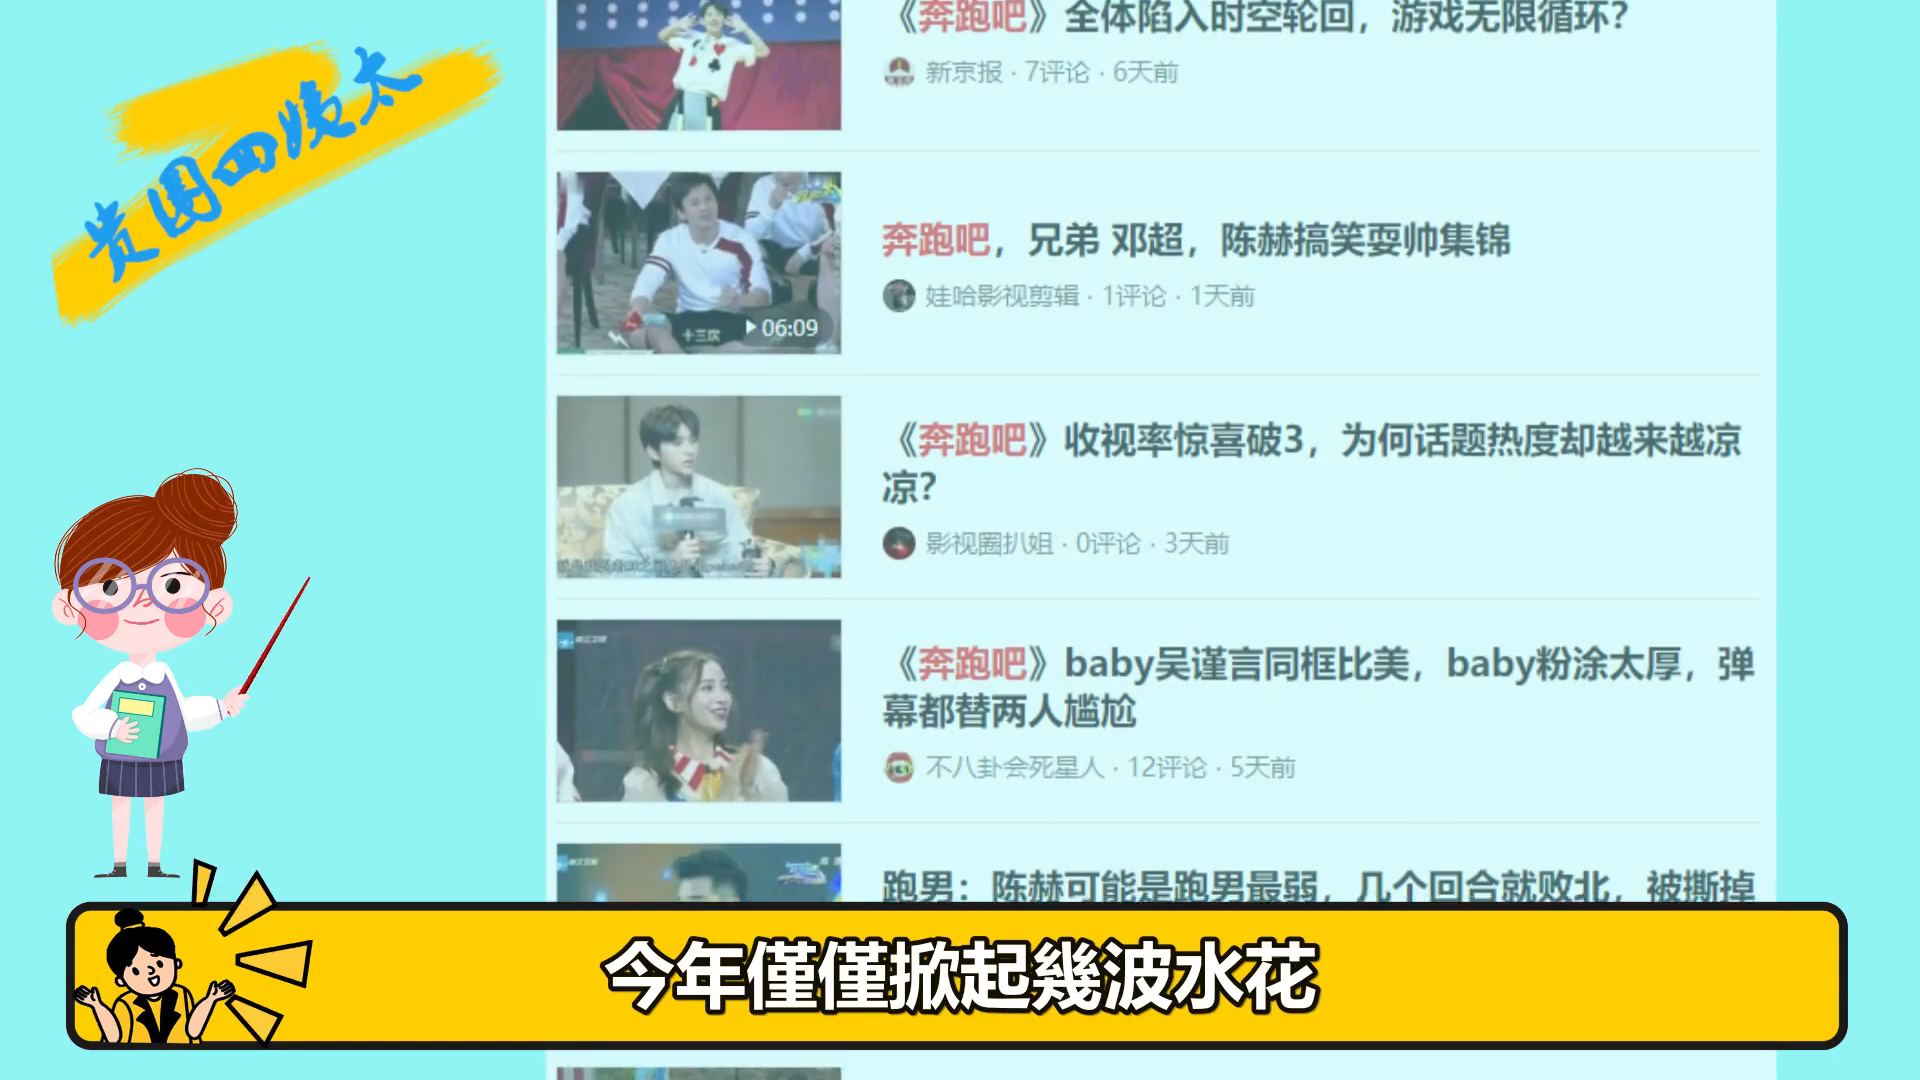 贵圈四姨太
《奔跑吧》全体陷入时空轮回，游戏无限循环？
新京报 · 7评论 · 6天前
奔跑吧，兄弟 邓超，陈赫搞笑耍帅集锦
娃哈影视剪辑 · 1评论 · 1天前
十三席
06:09
《奔跑吧》收视率惊喜破3，为何话题热度却越来越凉
凉？
影视圈扒姐 · 0评论 · 3天前
《奔跑吧》baby吴谨言同框比美，baby粉涂太厚，弹
幕都替两人尴尬
不八卦会死星人 · 12评论 · 5天前
跑男：陈赫可能是跑男最弱，几个回合就败北，被撕掉
今年僅僅掀起幾波水花